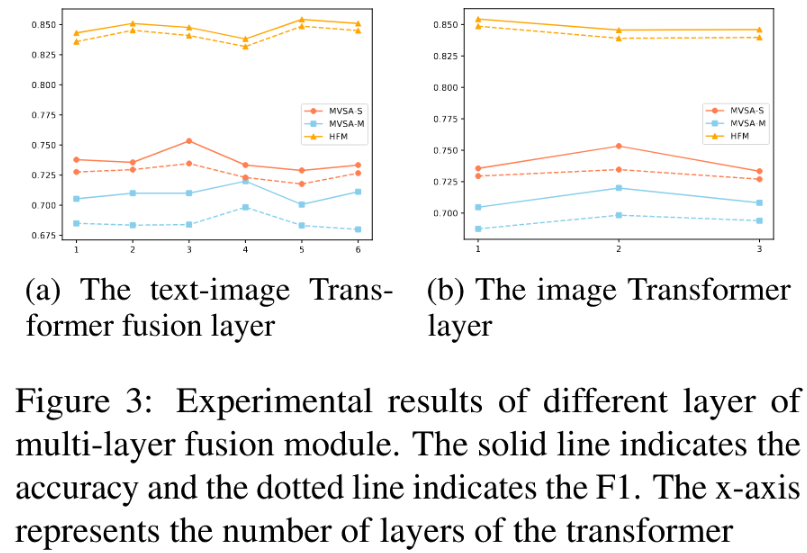 0.850
0.825
0.800
0.775
0.750
0.725
0.700
0.675
MVSA-S
MVSA-M
HFM
1 2 3 4 5 6
0.850
0.825
0.800
0.775
0.750
0.725
0.700
MVSA-S
MVSA-M
HFM
1 2 3
(a) The text-image Trans-
former fusion layer
(b) The image Transformer
layer
Figure 3: Experimental results of different layer of
multi-layer fusion module. The solid line indicates the
accuracy and the dotted line indicates the F1. The x-axis
represents the number of layers of the transformer